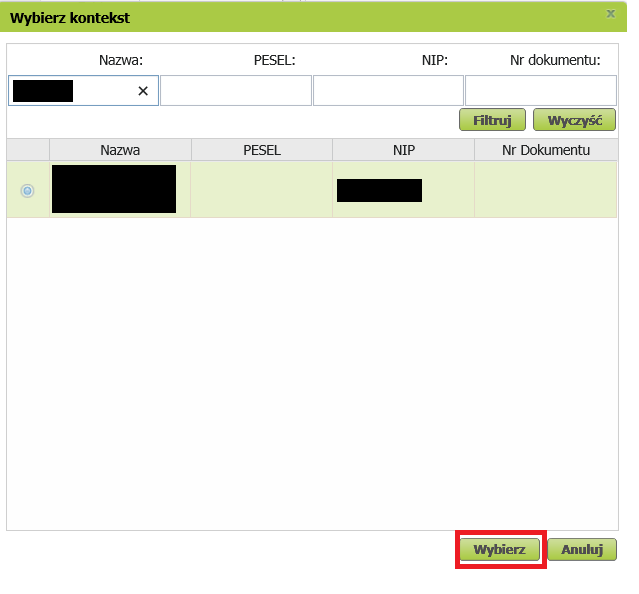 Wybierz kontekst
Nazwa: PESEL: NIP: Nr dokumentu:
Filtruj Wyczyść
Nazwa PESEL NIP Nr Dokumentu
Wybierz Anuluj